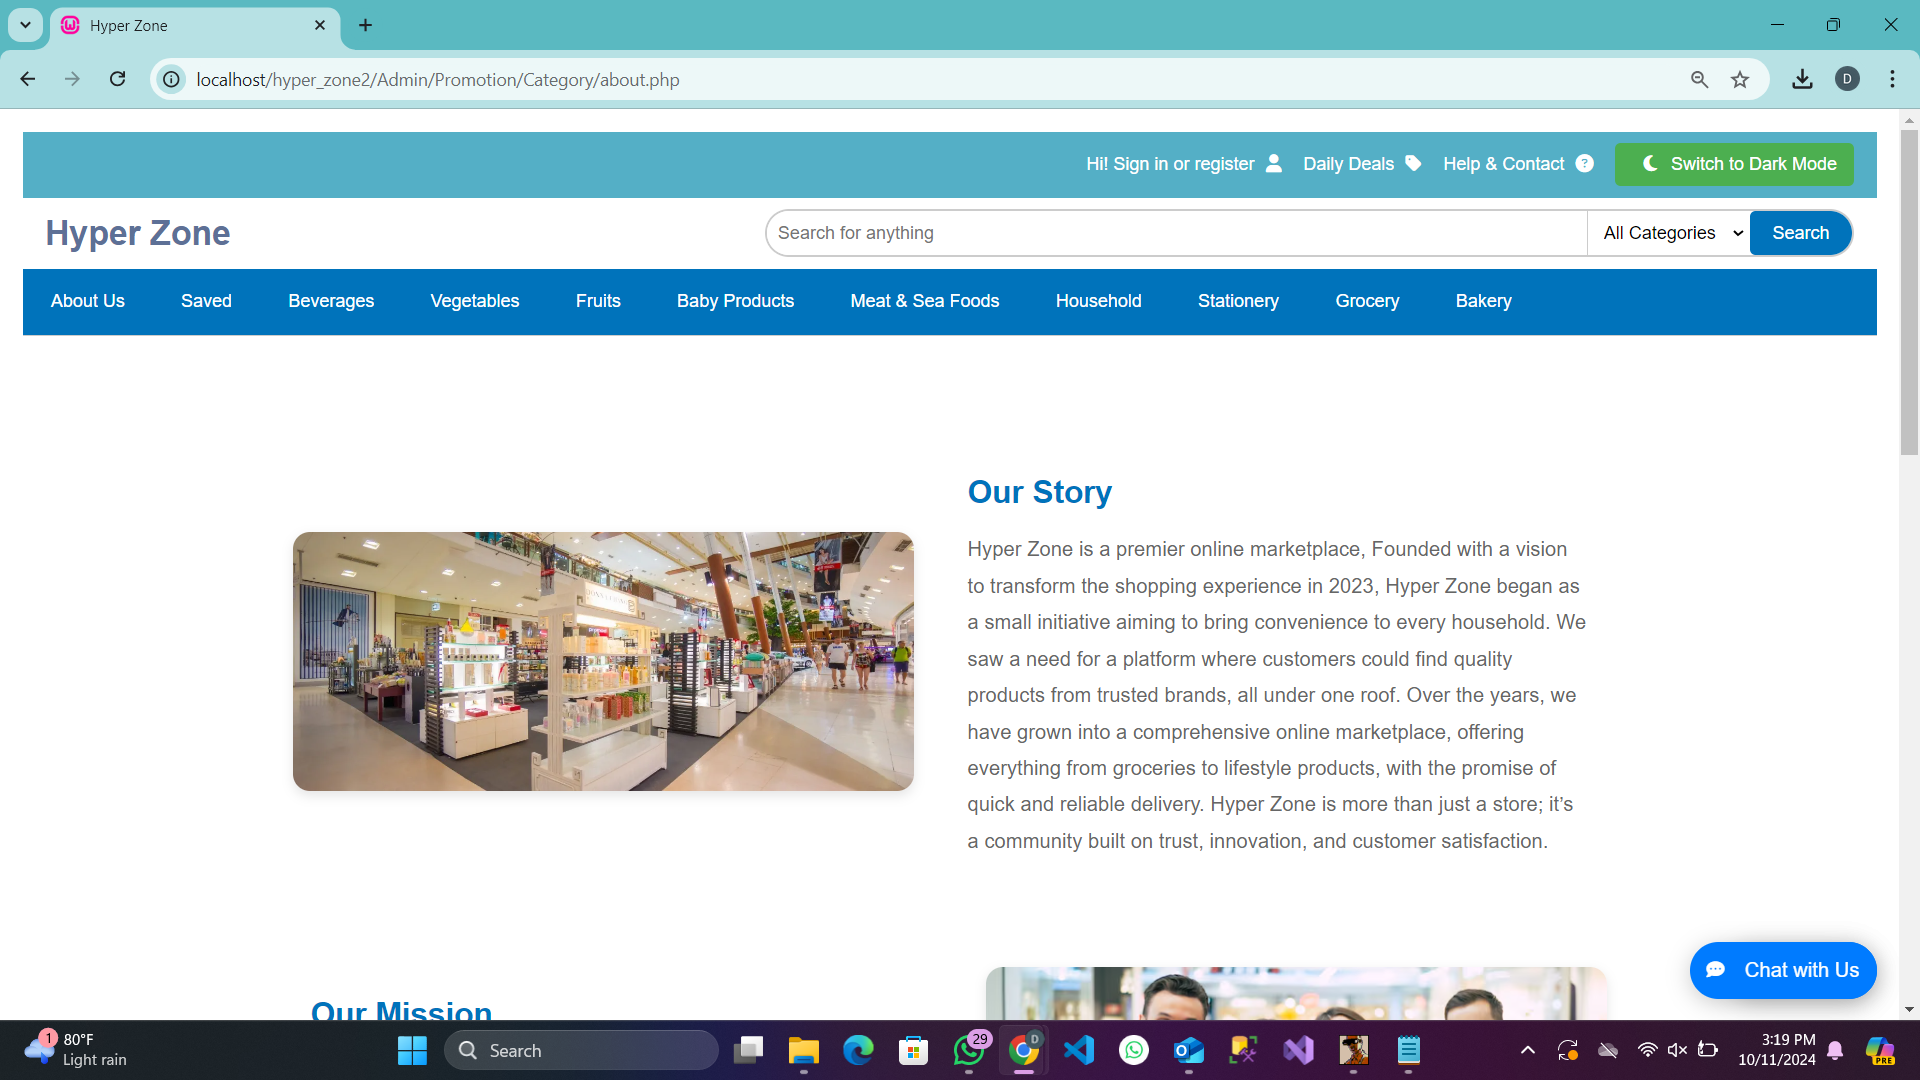 Hyper Zone
localhost/hyper_zone2/Admin/Promotion/Category/about.php
D
Hi! Sign in or register
Daily Deals
Help & Contact
Switch to Dark Mode
Hyper Zone
Search for anything
All Categories
Search
About Us
Saved
Beverages
Vegetables
Fruits
Baby Products
Meat & Sea Foods
Household
Stationery
Grocery
Bakery
Our Story
Hyper Zone is a premier online marketplace, Founded with a vision
to transform the shopping experience in 2023, Hyper Zone began as
a small initiative aiming to bring convenience to every household. We
saw a need for a platform where customers could find quality
products from trusted brands, all under one roof. Over the years, we
have grown into a comprehensive online marketplace, offering
everything from groceries to lifestyle products, with the promise of
quick and reliable delivery. Hyper Zone is more than just a store; it’s
a community built on trust, innovation, and customer satisfaction.
Chat with Us
Our Mission
1
80°F
Light rain
Search
29
D
3:19 PM
10/11/2024
PRE